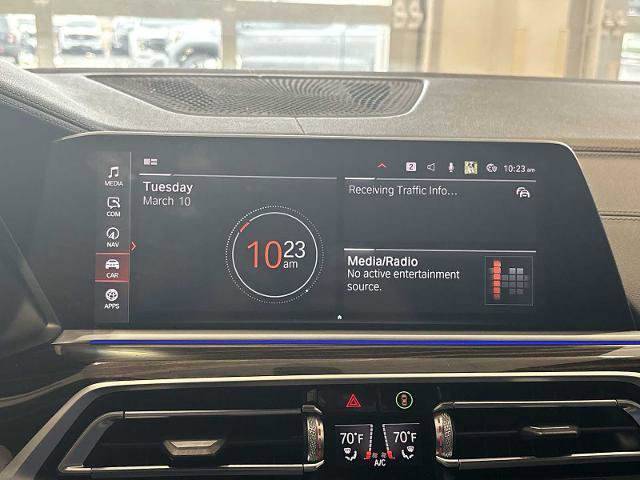 MEDIA
COM
NAV
CAR
APPS
2
10:23 am
Tuesday
March 10
10 23
am
Receiving Traffic Info...
Media/Radio
No active entertainment
source.
70°F
70°F
A/C